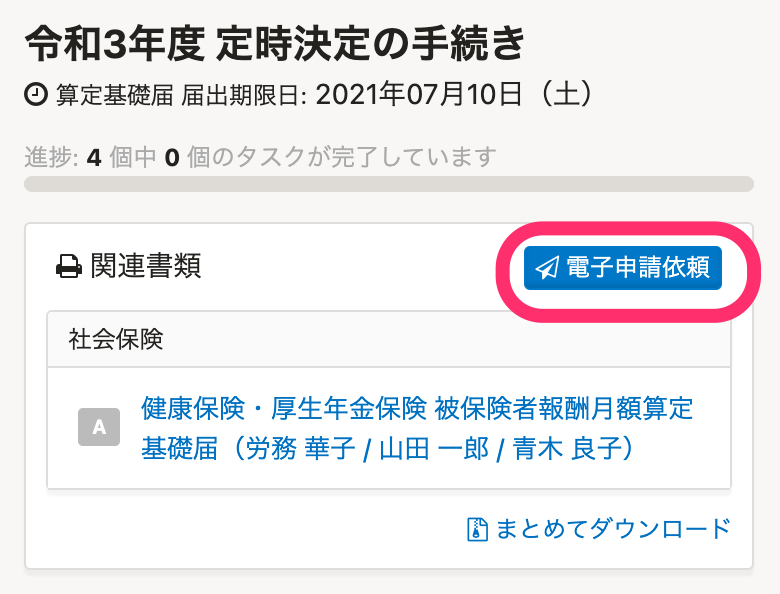 令和3年度 定時決定の手続き
算定基礎届 届出期限日: 2021年07月10日（土）
進捗: 4 個中 0 個のタスクが完了しています
関連書類
電子申請依頼
社会保険
A
健康保険・厚生年金保険 被保険者報酬月額算定
基礎届（労務 華子 / 山田 一郎 / 青木 良子）
まとめてダウンロード